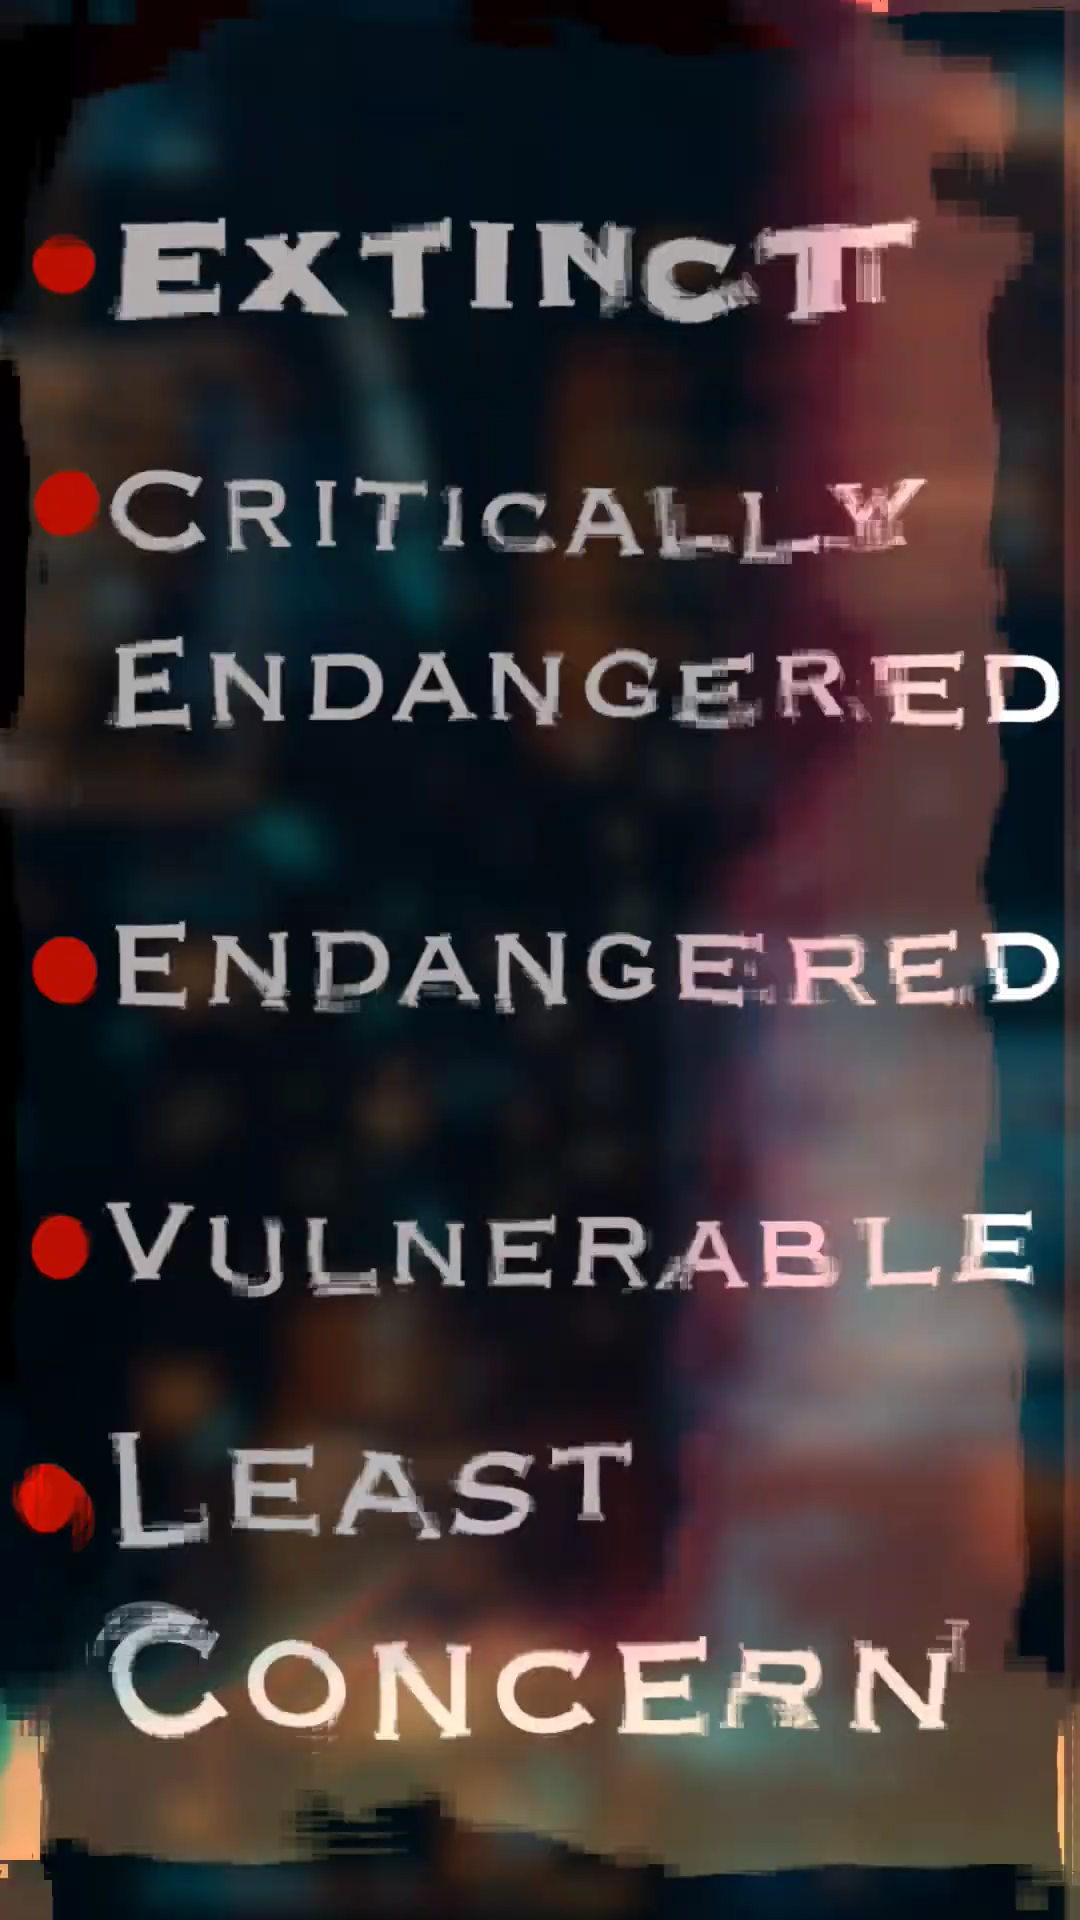 EXTINCT
CRITICALLY
ENDANGERED
ENDANGERED
VULNERABLE
LEAST
CONCERN